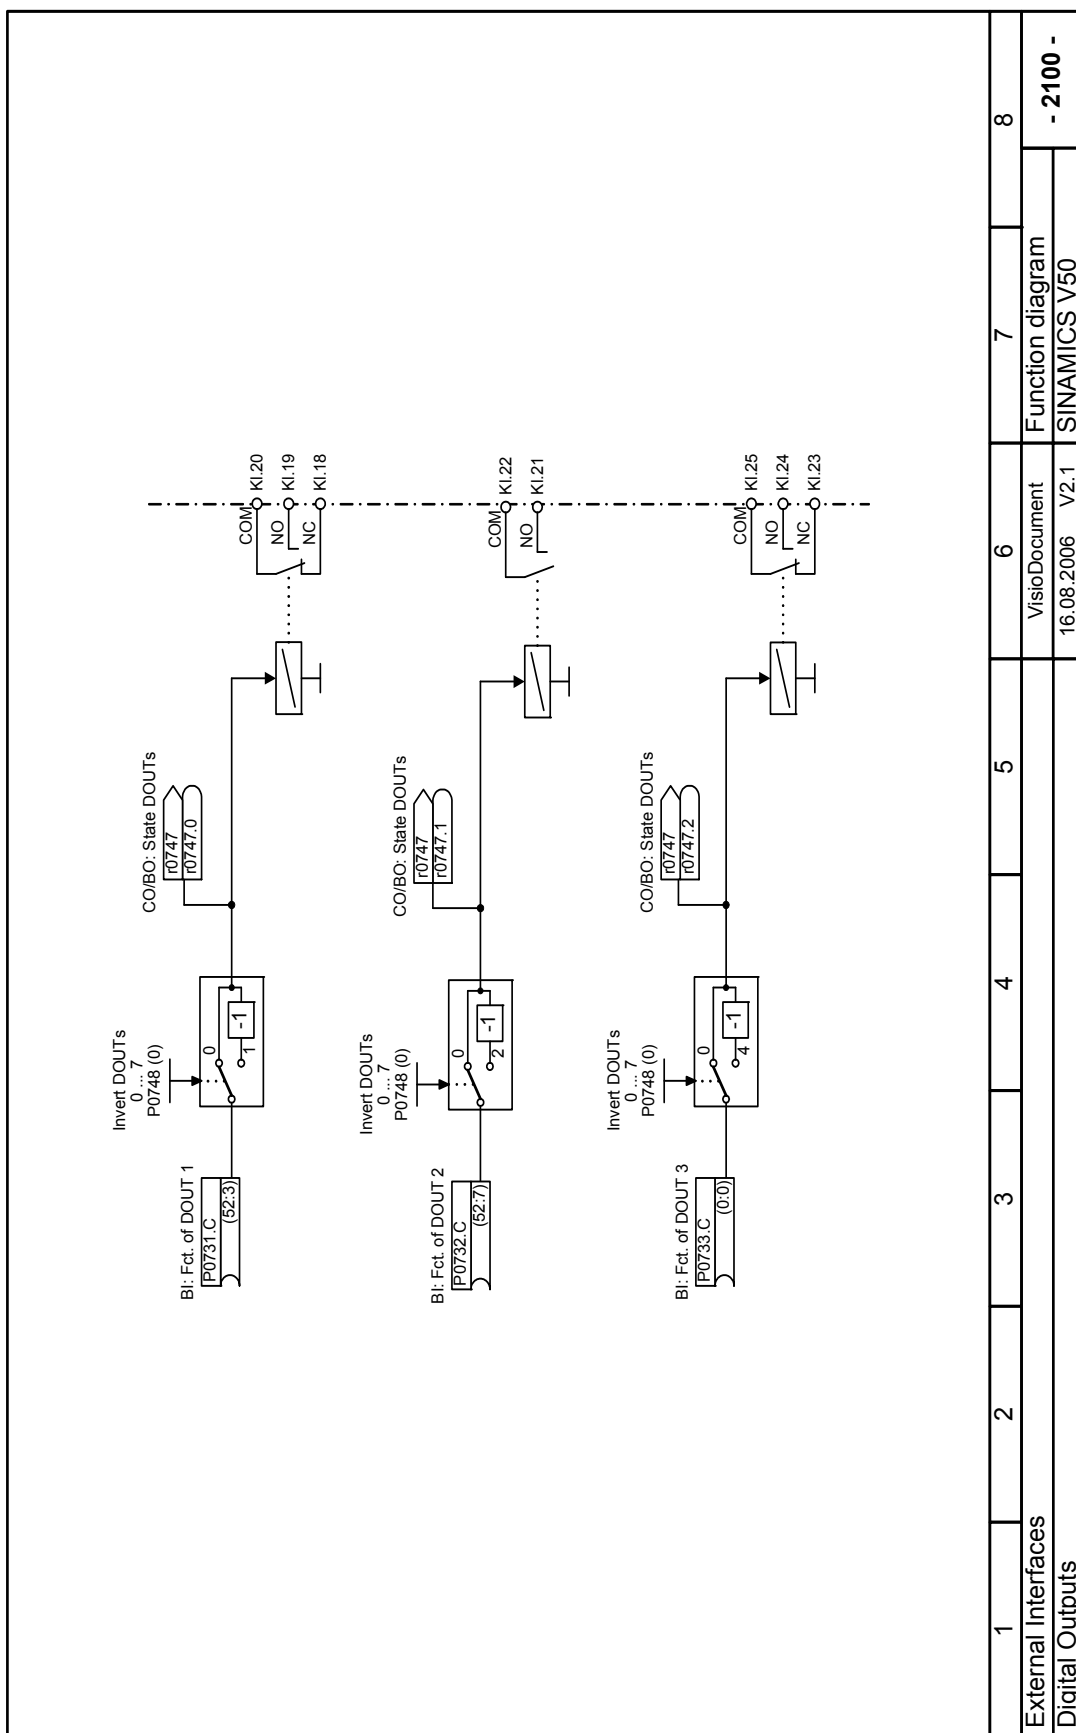 BI: Fct. of DOUT 1
P0731.C
(52:3)
Invert DOUTs
0 ... 7
P0748 (0)
0
1
-1
CO/BO: State DOUTs
r0747
r0747.0
COM
Kl.20
NO
Kl.19
NC
Kl.18
BI: Fct. of DOUT 2
P0732.C
(52:7)
Invert DOUTs
0 ... 7
P0748 (0)
0
2
-1
CO/BO: State DOUTs
r0747
r0747.1
COM
Kl.22
NO
Kl.21
BI: Fct. of DOUT 3
P0733.C
(0:0)
Invert DOUTs
0 ... 7
P0748 (0)
0
4
-1
CO/BO: State DOUTs
r0747
r0747.2
COM
Kl.25
NO
Kl.24
NC
Kl.23
1 2 3 4 5 6 7 8
External Interfaces VisioDocument Function diagram - 2100 -
Digital Outputs 16.08.2006 V2.1 SINAMICS V50